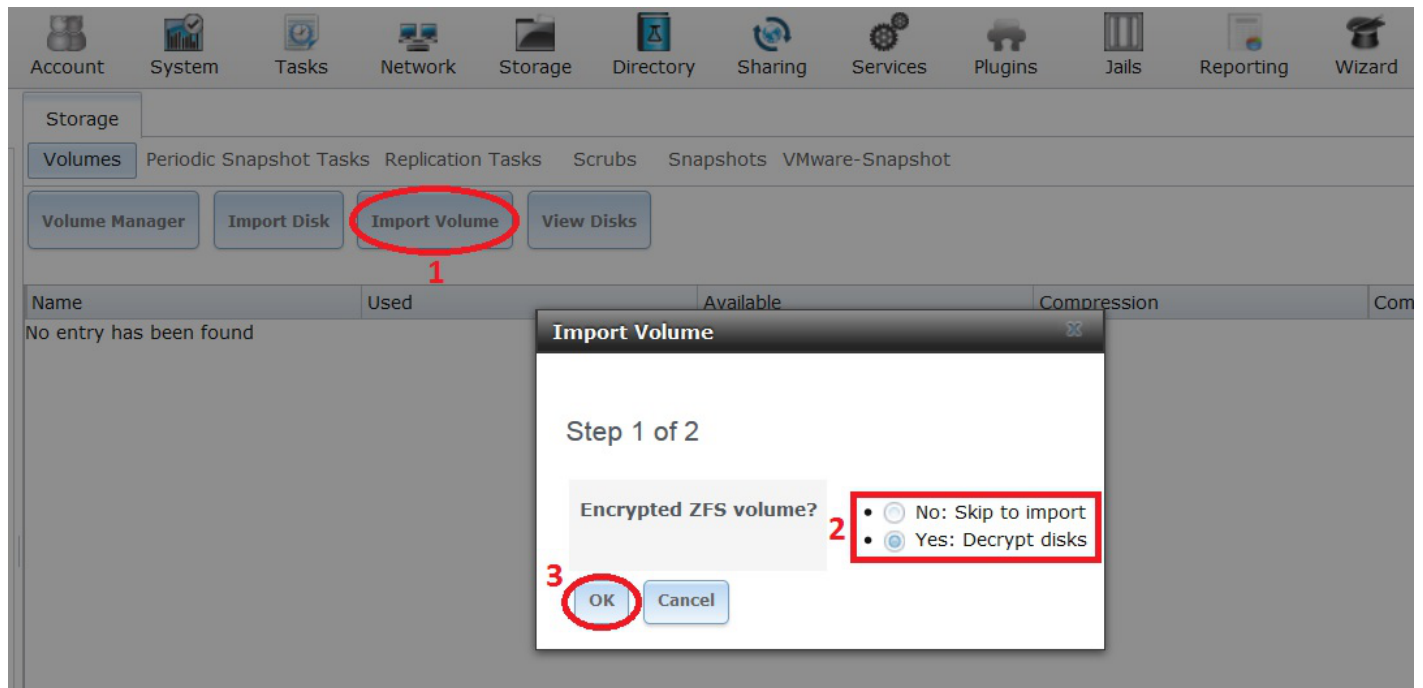 Account System Tasks Network Storage Directory Sharing Services Plugins Jails Reporting Wizard
Storage
Volumes Periodic Snapshot Tasks Replication Tasks Scrubs Snapshots VMware-Snapshot
Volume Manager Import Disk Import Volume View Disks
1
Name Used Available Compression Com
No entry has been found
Import Volume
Step 1 of 2
Encrypted ZFS volume?
2
No: Skip to import
Yes: Decrypt disks
3
OK Cancel